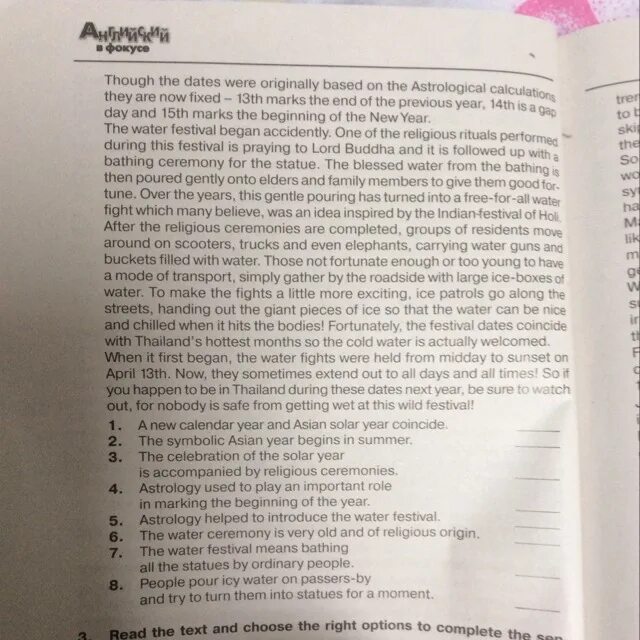 Английский
в фокусе
Though the dates were originally based on the Astrological calculations
they are now fixed – 13th marks the end of the previous year, 14th is a gap
day and 15th marks the beginning of the New Year.
The water festival began accidently. One of the religious rituals performed
during this festival is praying to Lord Buddha and it is followed up with a
bathing ceremony for the statue. The blessed water from the bathing is
then poured gently onto elders and family members to give them good for-
tune. Over the years, this gentle pouring has turned into a free-for-all water
fight which many believe, was an idea inspired by the Indian festival of Holi.
After the religious ceremonies are completed, groups of residents move
around on scooters, trucks and even elephants, carrying water guns and
buckets filled with water. Those not fortunate enough or too young to have
a mode of transport, simply gather by the roadside with large ice-boxes of
water. To make the fights a little more exciting, ice patrols go along the
streets, handing out the giant pieces of ice so that the water can be nice
and chilled when it hits the bodies! Fortunately, the festival dates coincide
with Thailand's hottest months so the cold water is actually welcomed.
When it first began, the water fights were held from midday to sunset on
April 13th. Now, they sometimes extend out to all days and all times! So if
you happen to be in Thailand during these dates next year, be sure to watch
out, for nobody is safe from getting wet at this wild festival!
1. A new calendar year and Asian solar year coincide.
2. The symbolic Asian year begins in summer.
3. The celebration of the solar year
is accompanied by religious ceremonies.
4. Astrology used to play an important role
in marking the beginning of the year.
5. Astrology helped to introduce the water festival.
6. The water ceremony is very old and of religious origin.
7. The water festival means bathing
all the statues by ordinary people.
8. People pour icy water on passers-by
and try to turn them into statues for a moment.
3. Read the text and choose the right options to complete the sen
tren
to b
ski
the
So
wo
sy
ha
Ma
lik
m
g
W
s
ir
t
F